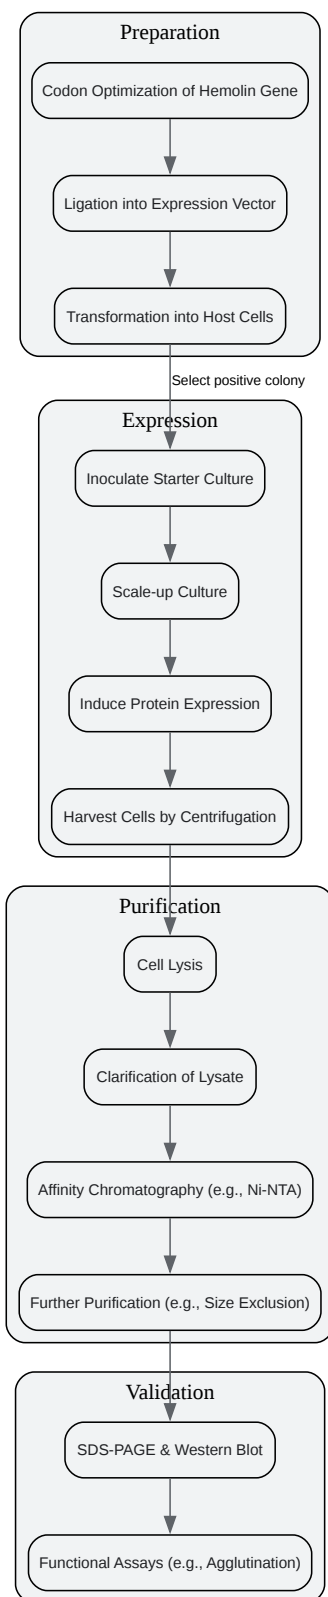 Preparation
Codon Optimization of Hemolin Gene
Ligation into Expression Vector
Transformation into Host Cells
Select positive colony
Expression
Inoculate Starter Culture
Scale-up Culture
Induce Protein Expression
Harvest Cells by Centrifugation
Purification
Cell Lysis
Clarification of Lysate
Affinity Chromatography (e.g., Ni-NTA)
Further Purification (e.g., Size Exclusion)
Validation
SDS-PAGE & Western Blot
Functional Assays (e.g., Agglutination)